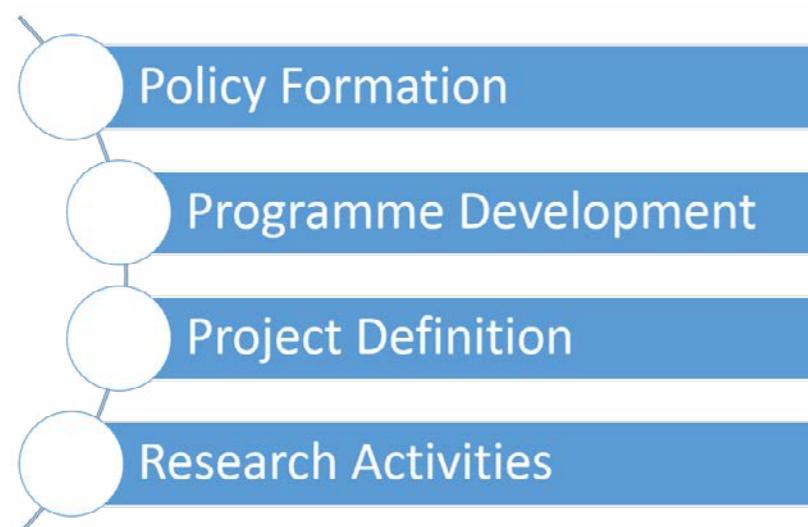 Policy Formation
Programme Development
Project Definition
Research Activities